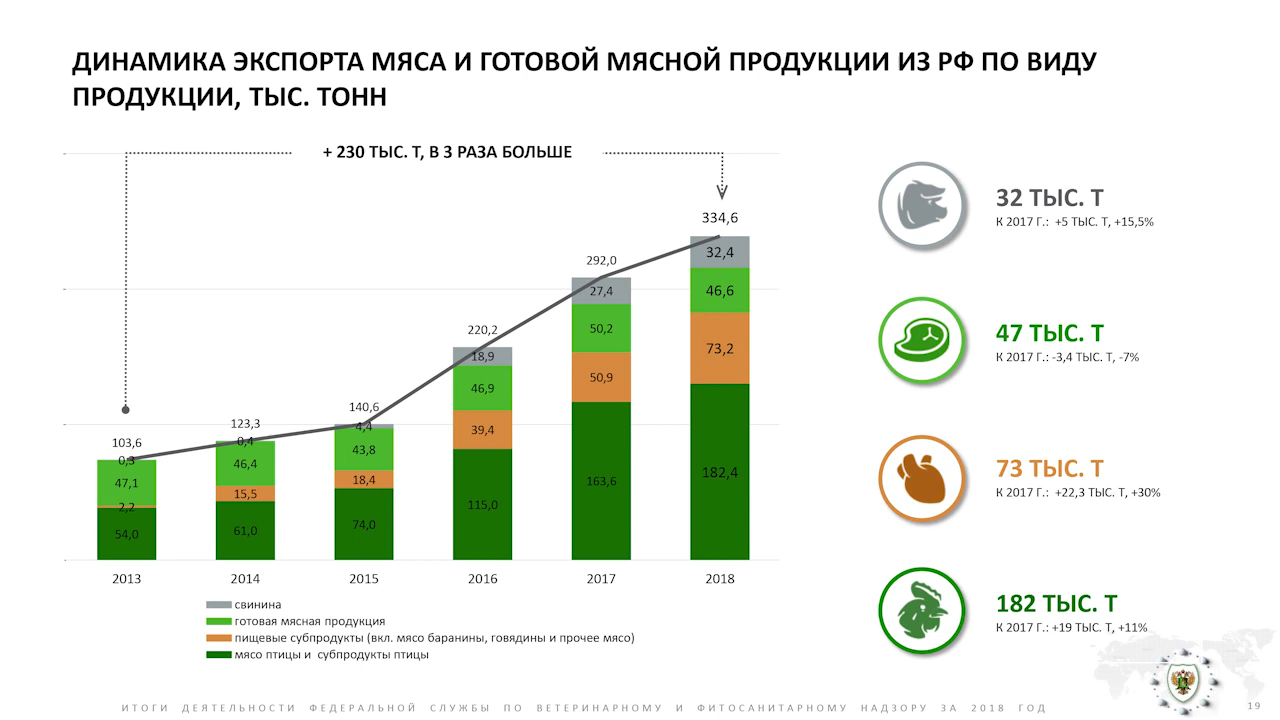 ДИНАМИКА ЭКСПОРТА МЯСА И ГОТОВОЙ МЯСНОЙ ПРОДУКЦИИ ИЗ РФ ПО ВИДУ
ПРОДУКЦИИ, ТЫС. ТОНН
+ 230 ТЫС. Т, В 3 РАЗА БОЛЬШЕ
103,6
0,3
47,1
2,2
54,0
2013
123,3
0,4
46,4
15,5
61,0
2014
140,6
4,4
43,8
18,4
74,0
2015
220,2
18,9
46,9
39,4
115,0
2016
292,0
27,4
50,2
50,9
163,6
2017
334,6
32,4
46,6
73,2
182,4
2018
свинина
готовая мясная продукция
пищевые субпродукты (вкл. мясо баранины, говядины и прочее мясо)
мясо птицы и субпродукты птицы
32 ТЫС. Т
К 2017 Г.: +5 ТЫС. Т, +15,5%
47 ТЫС. Т
К 2017 Г.: -3,4 ТЫС. Т, -7%
73 ТЫС. Т
К 2017 Г.: +22,3 ТЫС. Т, +30%
182 ТЫС. Т
К 2017 Г.: +19 ТЫС. Т, +11%
ИТОГИ ДЕЯТЕЛЬНОСТИ ФЕДЕРАЛЬНОЙ СЛУЖБЫ ПО ВЕТЕРИНАРНОМУ И ФИТОСАНИТАРНОМУ НАДЗОРУ ЗА 2018 ГОД
19